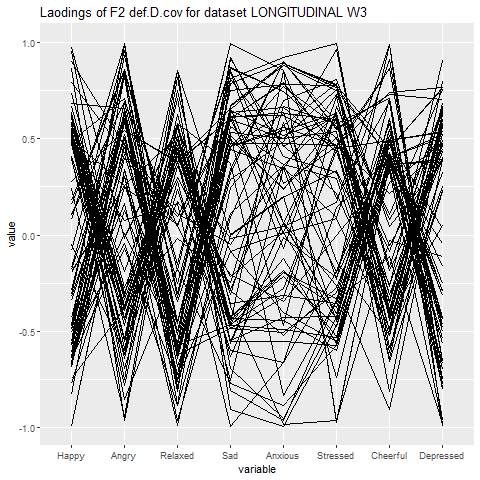 Laodings of F2 def.D.cov for dataset LONGITUDINAL W3
1.0
0.5
0.0
-0.5
-1.0
value
Happy Angry Relaxed Sad Anxious Stressed Cheerful Depressed
variable